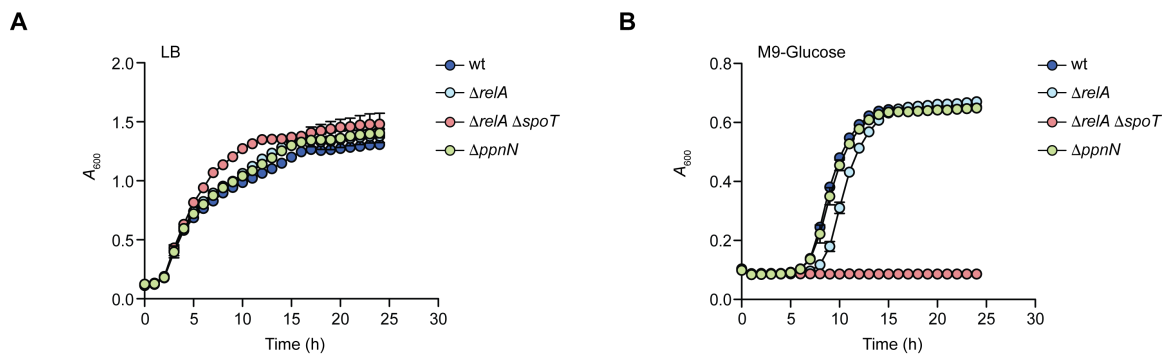 A
LB
2.0
1.5
1.0
0.5
0.0
A600
0 5 10 15 20 25 30
Time (h)
wt
ΔrelA
ΔrelA ΔspoT
ΔppnN
B
M9-Glucose
0.8
0.6
0.4
0.2
0.0
A600
0 5 10 15 20 25 30
Time (h)
wt
ΔrelA
ΔrelA ΔspoT
ΔppnN